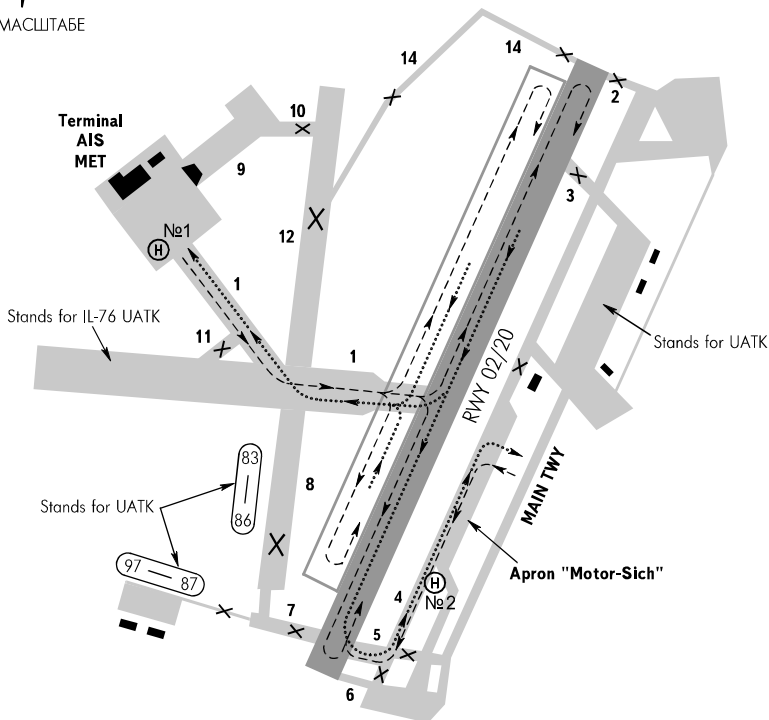 МАСШТАБЕ
14
14
2
Terminal
AIS
MET
10
9
3
12
№1
H
1
Stands for IL-76 UATK
11
1
RWY 02/20
Stands for UATK
83
86
8
Stands for UATK
MAIN TWY
97
87
Apron "Motor-Sich"
H
№2
4
7
5
6